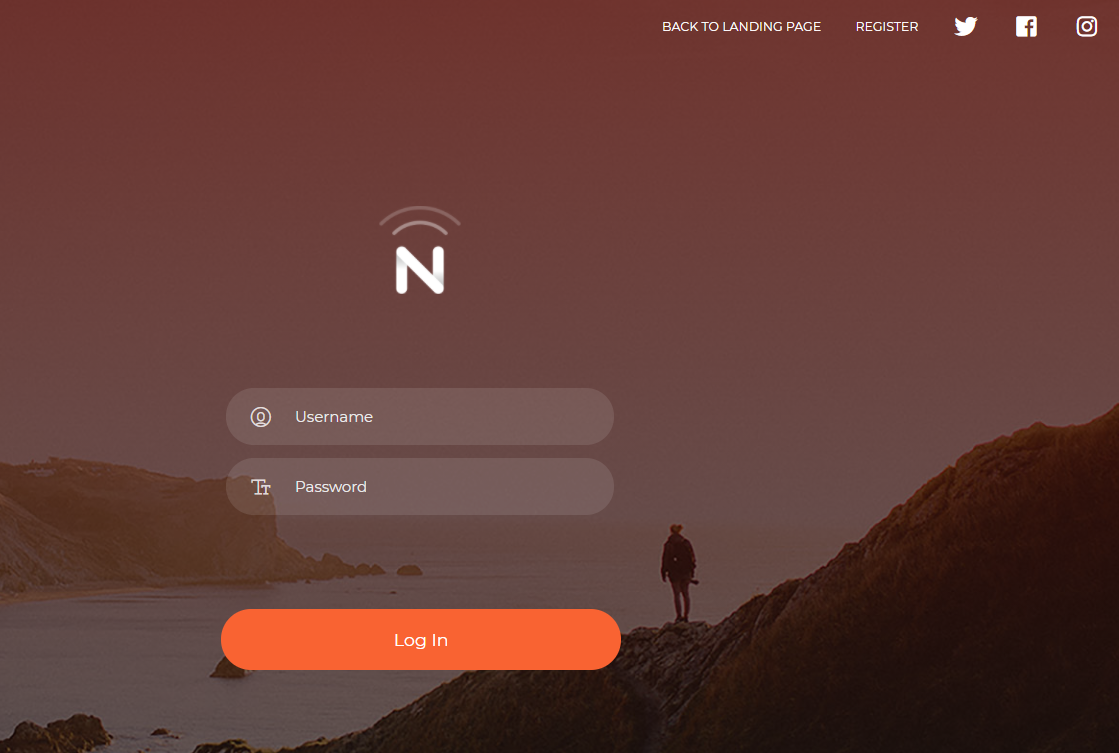 BACK TO LANDING PAGE REGISTER
N
Username
Password
Log In